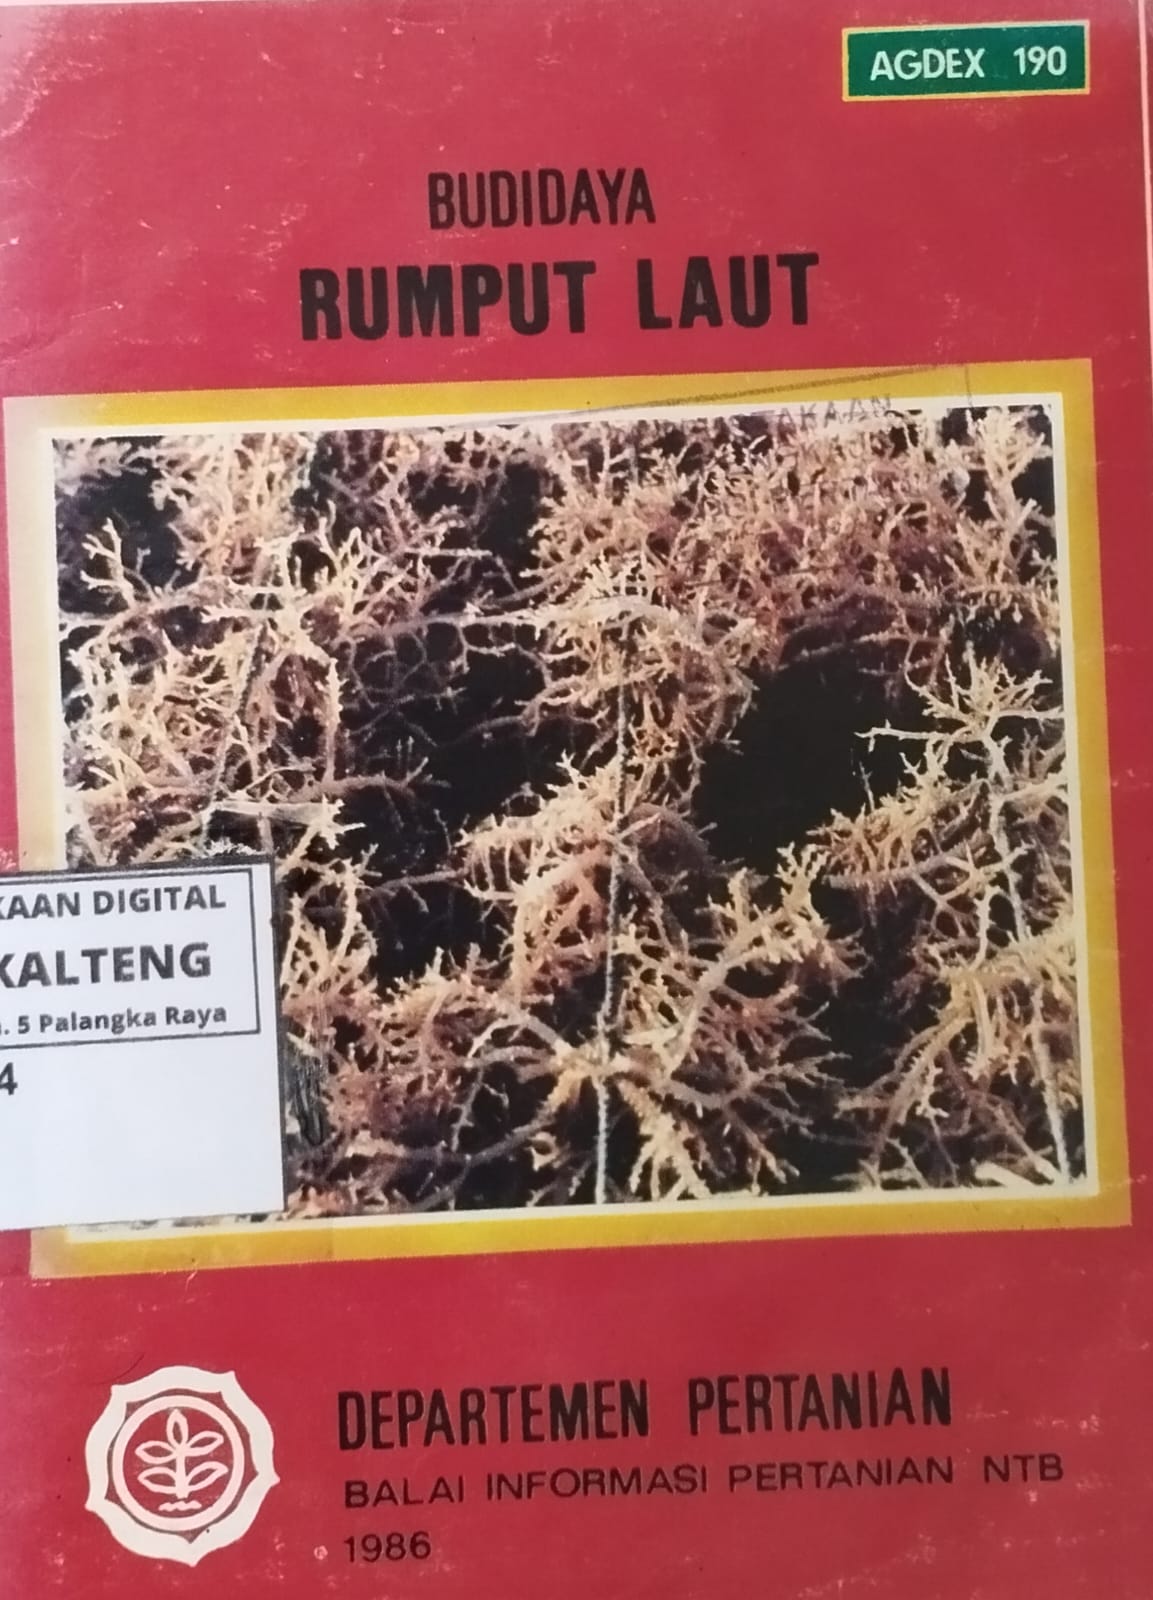 AGDEX 190
BUDIDAYA
RUMPUT LAUT
AKAAN
KAAN DIGITAL
KALTENG
. 5 Palangka Raya
4
DEPARTEMEN PERTANIAN
BALAI INFORMASI PERTANIAN NTB
1986